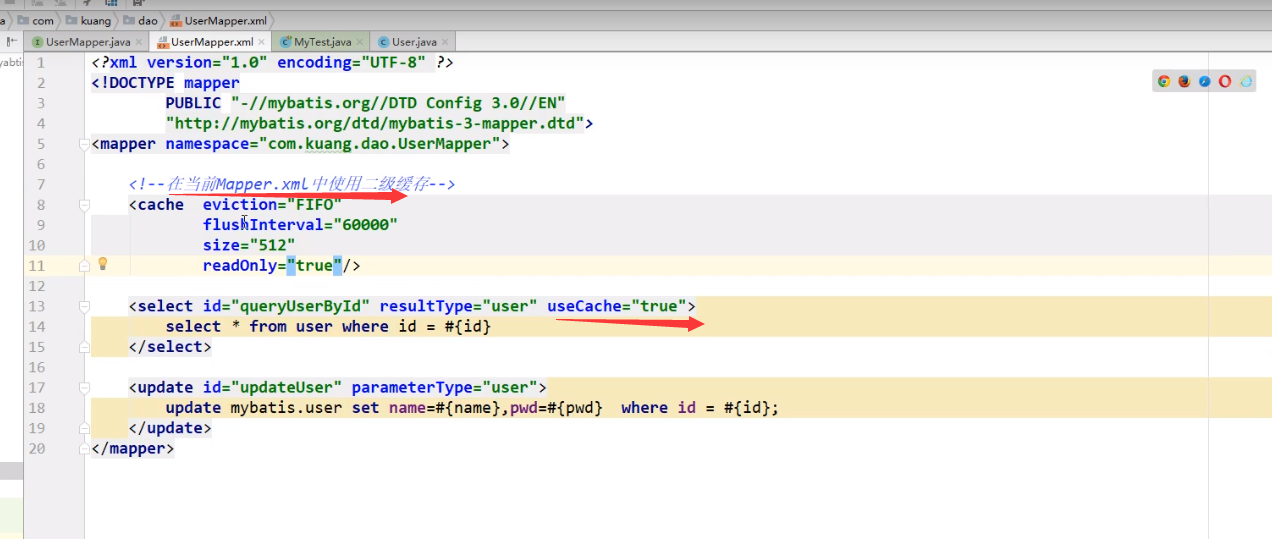 a com kuang dao UserMapper.xml
UserMapper.java UserMapper.xml MyTest.java User.java
1 <?xml version="1.0" encoding="UTF-8" ?>
2 <!DOCTYPE mapper
3 PUBLIC "-//mybatis.org//DTD Config 3.0//EN"
4 "http://mybatis.org/dtd/mybatis-3-mapper.dtd">
5 <mapper namespace="com.kuang.dao.UserMapper">
6
7 <!--在当前Mapper.xml中使用二级缓存-->
8 <cache eviction="FIFO"
9 flushInterval="60000"
10 size="512"
11 readOnly="true"/>
12
13 <select id="queryUserById" resultType="user" useCache="true">
14 select * from user where id = #{id}
15 </select>
16
17 <update id="updateUser" parameterType="user">
18 update mybatis.user set name=#{name},pwd=#{pwd} where id = #{id};
19 </update>
20 </mapper>